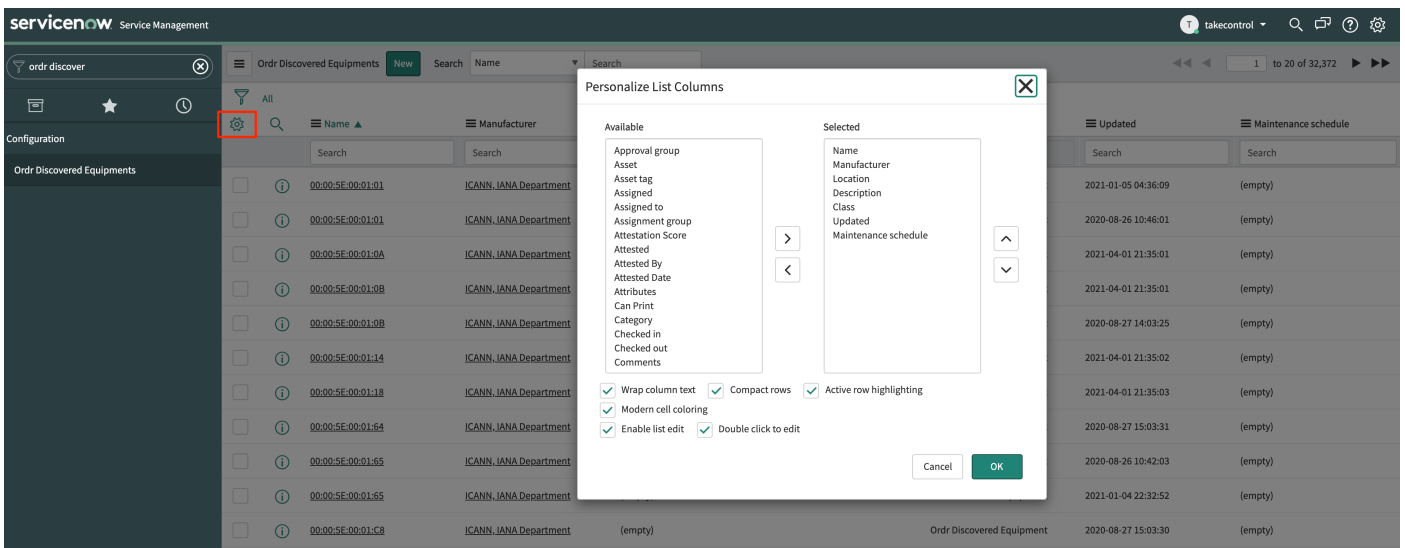 servicenow Service Management
T takecontrol
ordr discover
Configuration
Ordr Discovered Equipments
Ordr Discovered Equipments New Search Name Search
1 to 20 of 32,372
All
Name Manufacturer Updated Maintenance schedule
Search Search Search Search
00:00:5E:00:01:01 ICANN, IANA Department 2021-01-05 04:36:09 (empty)
00:00:5E:00:01:01 ICANN, IANA Department 2020-08-26 10:46:01 (empty)
00:00:5E:00:01:0A ICANN, IANA Department 2021-04-01 21:35:01 (empty)
00:00:5E:00:01:0B ICANN, IANA Department 2021-04-01 21:35:01 (empty)
00:00:5E:00:01:0B ICANN, IANA Department 2020-08-27 14:03:25 (empty)
00:00:5E:00:01:14 ICANN, IANA Department 2021-04-01 21:35:02 (empty)
00:00:5E:00:01:18 ICANN, IANA Department 2021-04-01 21:35:03 (empty)
00:00:5E:00:01:64 ICANN, IANA Department 2020-08-27 15:03:31 (empty)
00:00:5E:00:01:65 ICANN, IANA Department 2020-08-26 10:42:03 (empty)
00:00:5E:00:01:65 ICANN, IANA Department 2021-01-04 22:32:52 (empty)
00:00:5E:00:01:C8 ICANN, IANA Department (empty) Ordr Discovered Equipment 2020-08-27 15:03:30 (empty)
Personalize List Columns
Available
Approval group
Asset
Asset tag
Assigned
Assigned to
Assignment group
Attestation Score
Attested
Attested By
Attested Date
Attributes
Can Print
Category
Checked in
Checked out
Comments
Selected
Name
Manufacturer
Location
Description
Class
Updated
Maintenance schedule
Wrap column text Compact rows Active row highlighting
Modern cell coloring
Enable list edit Double click to edit
Cancel OK